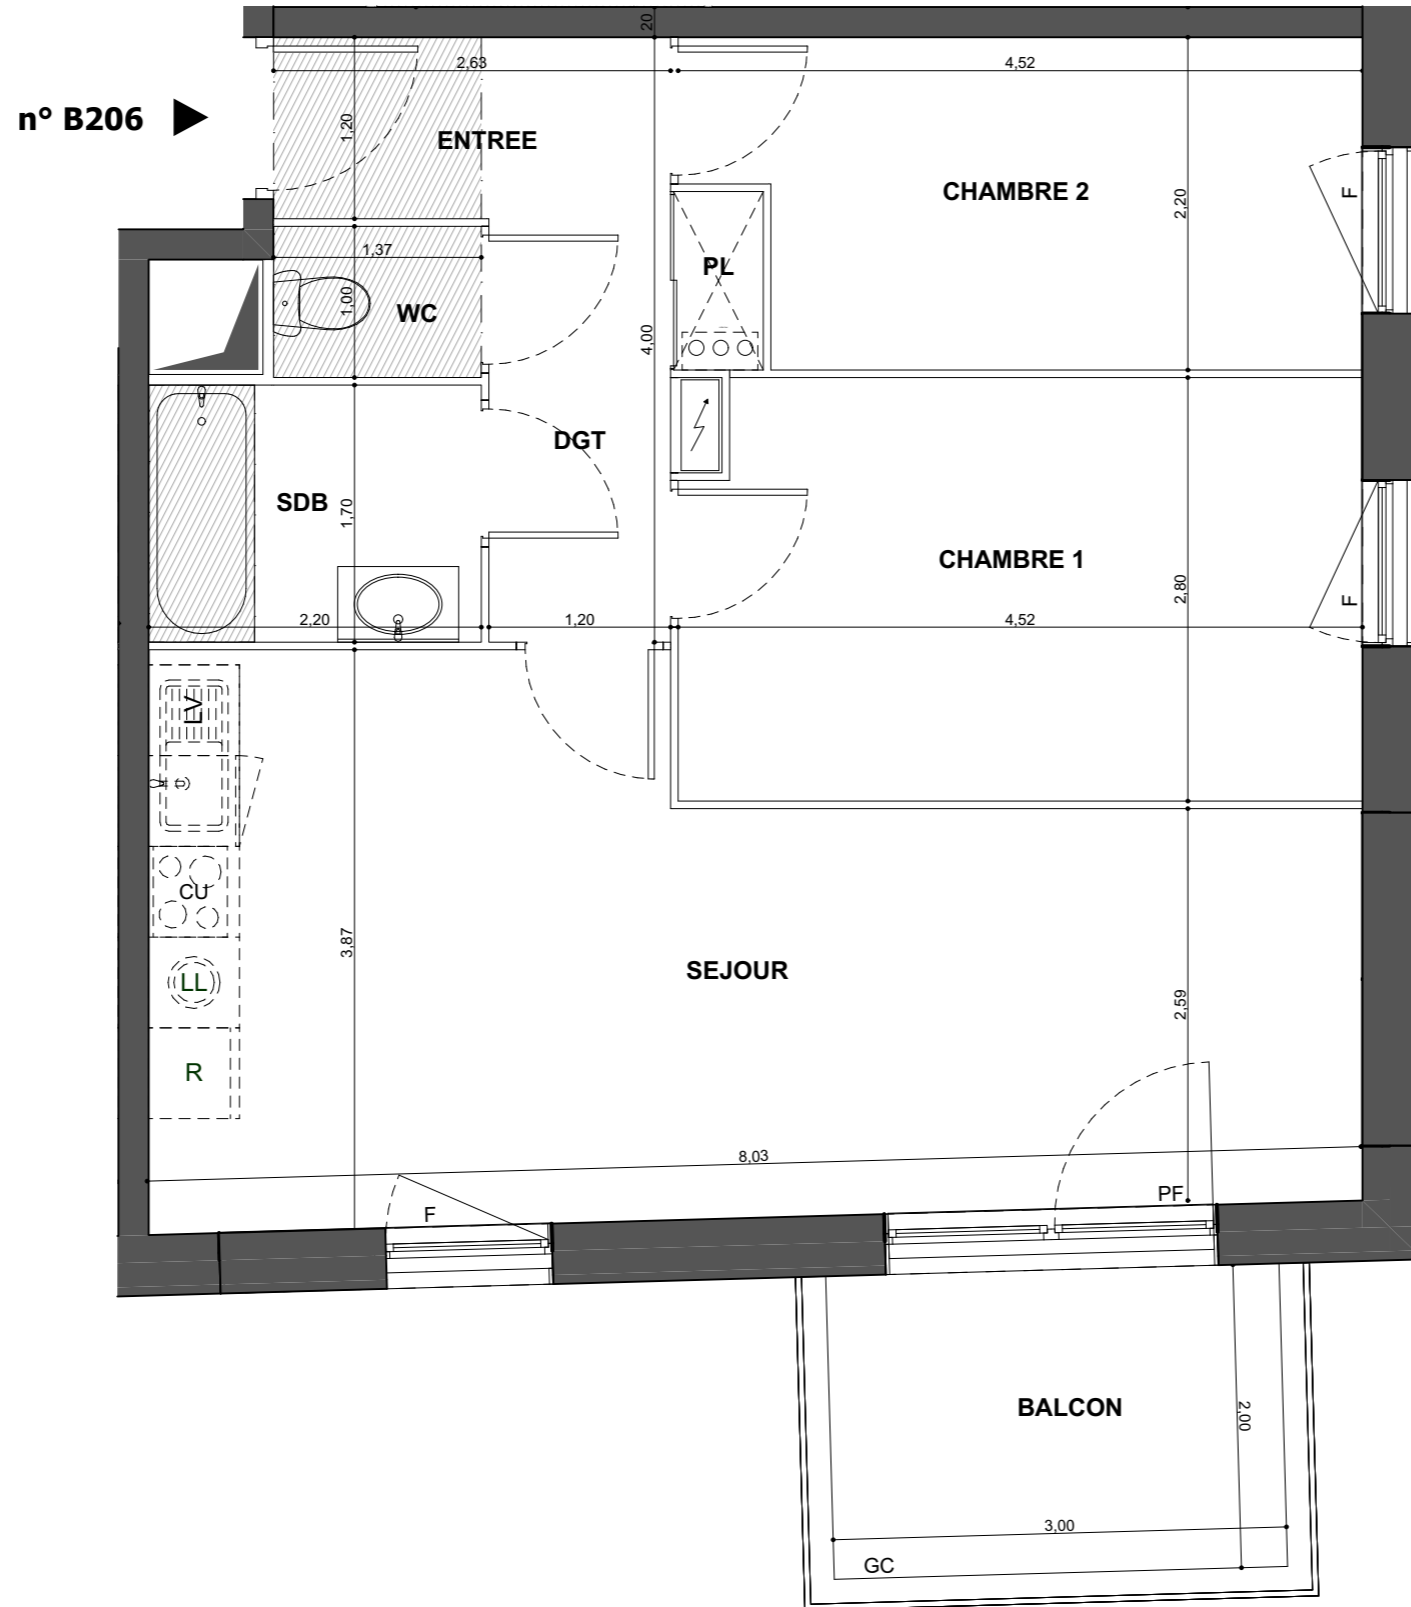 20
2,63
4,52
n° B206
1,20
ENTREE
CHAMBRE 2
F
2,20
1,37
PL
1,00
WC
4,00
DGT
SDB
1,70
CHAMBRE 1
2,80
F
2,20
1,20
4,52
LV
CU
3,87
SEJOUR
LL
2,59
R
8,03
PF
F
BALCON
2,00
3,00
GC